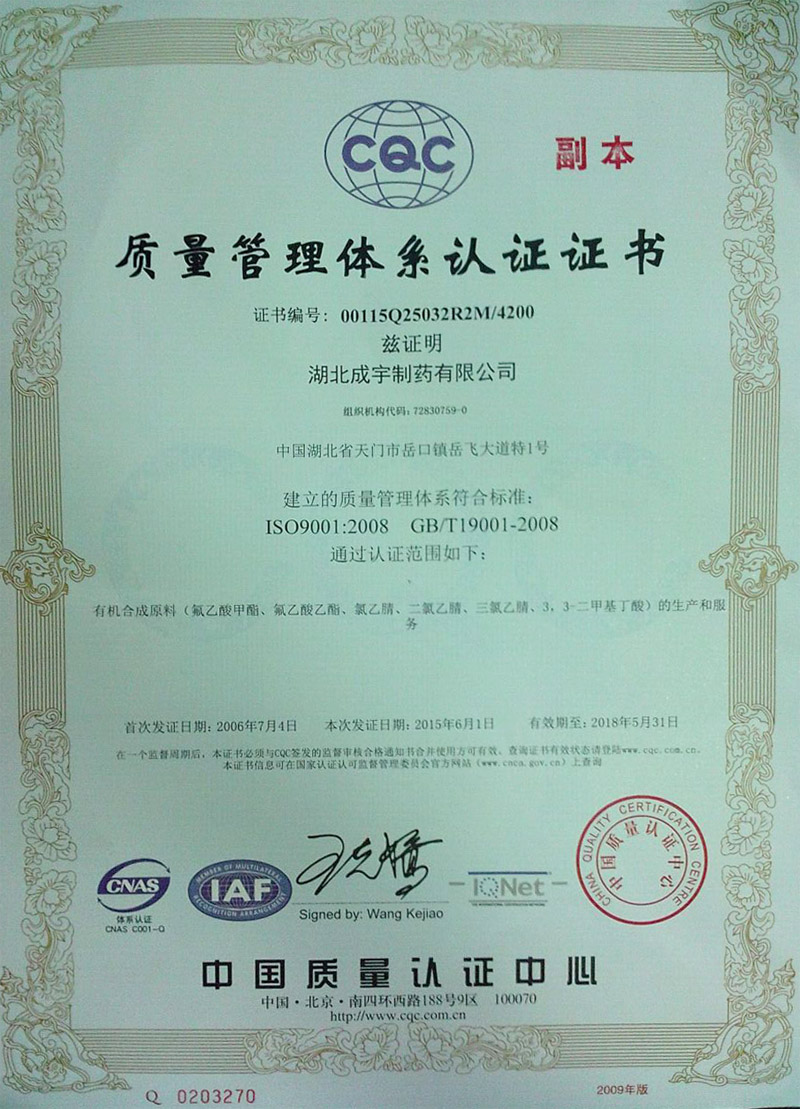 CQC
副本
质量管理体系认证证书
证书编号：00115Q25032R2M/4200
兹证明
湖北成宇制药有限公司
组织机构代码：72830759-0
中国湖北省天门市岳口镇岳飞大道特1号
建立的质量管理体系符合标准：
ISO9001:2008 GB/T19001-2008
通过认证范围如下：
有机合成原料（氟乙酸甲酯、氟乙酸乙酯、氯乙腈、二氯乙腈、三氯乙腈、3，3-二甲基丁酸）的生产和服
务
首次发证日期：2006年7月4日 本次发证日期：2015年6月1日 有效期至：2018年5月31日
在一个监督周期后，本证书必须与CQC签发的监督审核合格通知书合并使用方可有效。查询证书有效状态请登陆www.cqc.com.cn。
本证书信息可在国家认证认可监督管理委员会官方网站（www.cnca.gov.cn）上查询
CHINA QUALITY CERTIFICATION CENTRE
中国质量认证中心
CNAS
体系认证
CNAS C001-Q
MEMBER OF MULTILATERAL
IAF
RECOGNITION ARRANGEMENT
王克娇
Signed by: Wang Kejiao
IQNet
THE INTERNATIONAL CERTIFICATION NETWORK
中国质量认证中心
中国·北京·南四环西路188号9区 100070
http://www.cqc.com.cn
Q 0203270
2009年版